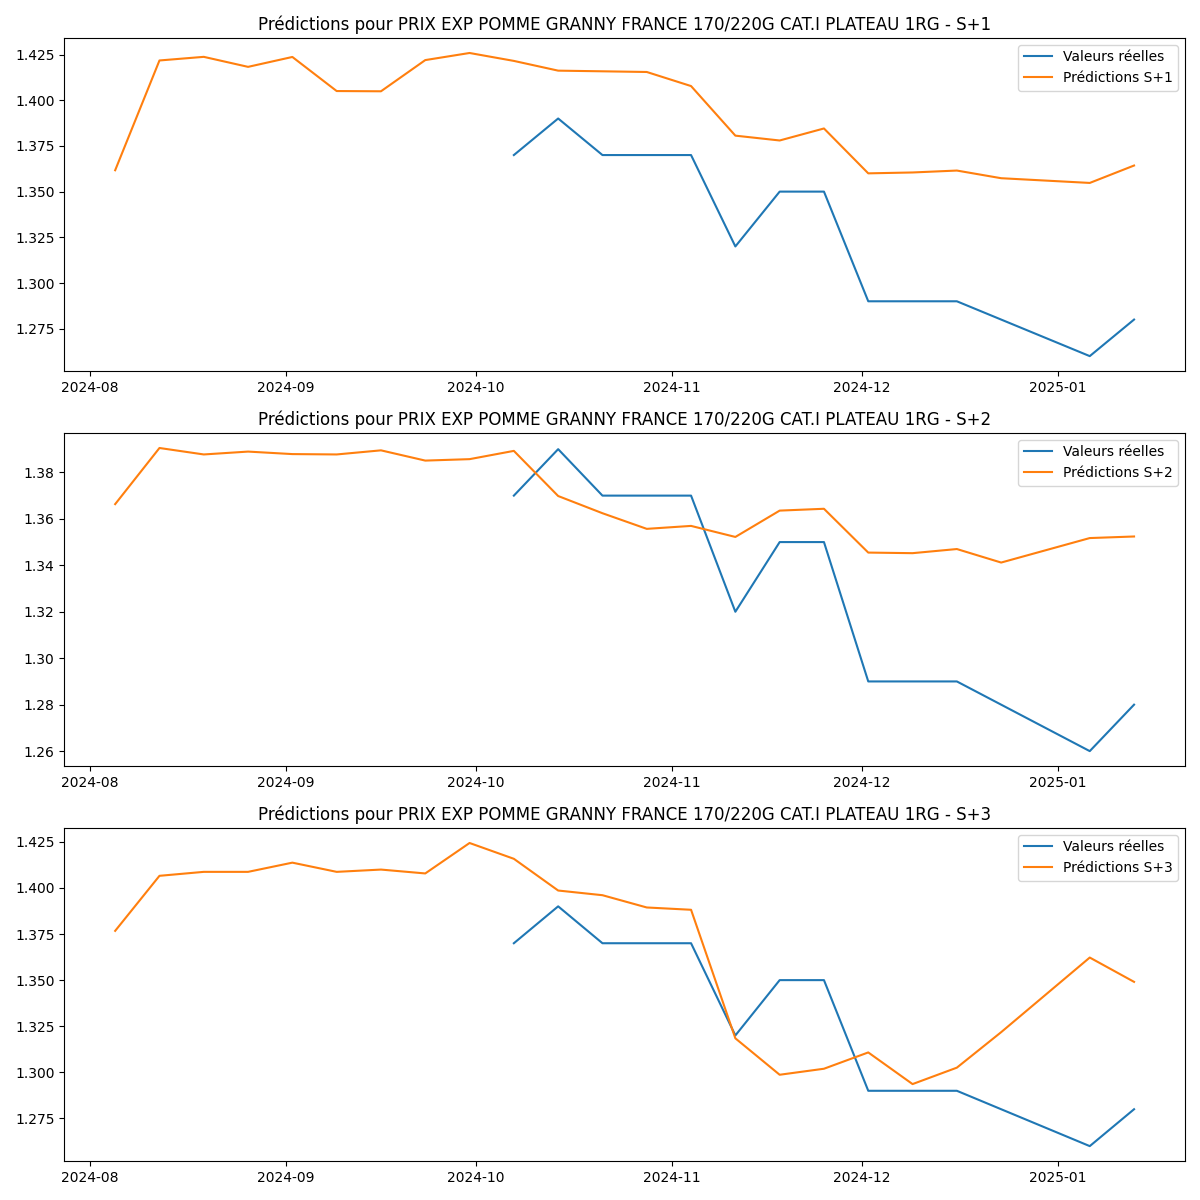 Prédictions pour PRIX EXP POMME GRANNY FRANCE 170/220G CAT.I PLATEAU 1RG - S+1
Valeurs réelles
Prédictions S+1
1.425
1.400
1.375
1.350
1.325
1.300
1.275
2024-08 2024-09 2024-10 2024-11 2024-12 2025-01
Prédictions pour PRIX EXP POMME GRANNY FRANCE 170/220G CAT.I PLATEAU 1RG - S+2
Valeurs réelles
Prédictions S+2
1.38
1.36
1.34
1.32
1.30
1.28
1.26
2024-08 2024-09 2024-10 2024-11 2024-12 2025-01
Prédictions pour PRIX EXP POMME GRANNY FRANCE 170/220G CAT.I PLATEAU 1RG - S+3
Valeurs réelles
Prédictions S+3
1.425
1.400
1.375
1.350
1.325
1.300
1.275
2024-08 2024-09 2024-10 2024-11 2024-12 2025-01